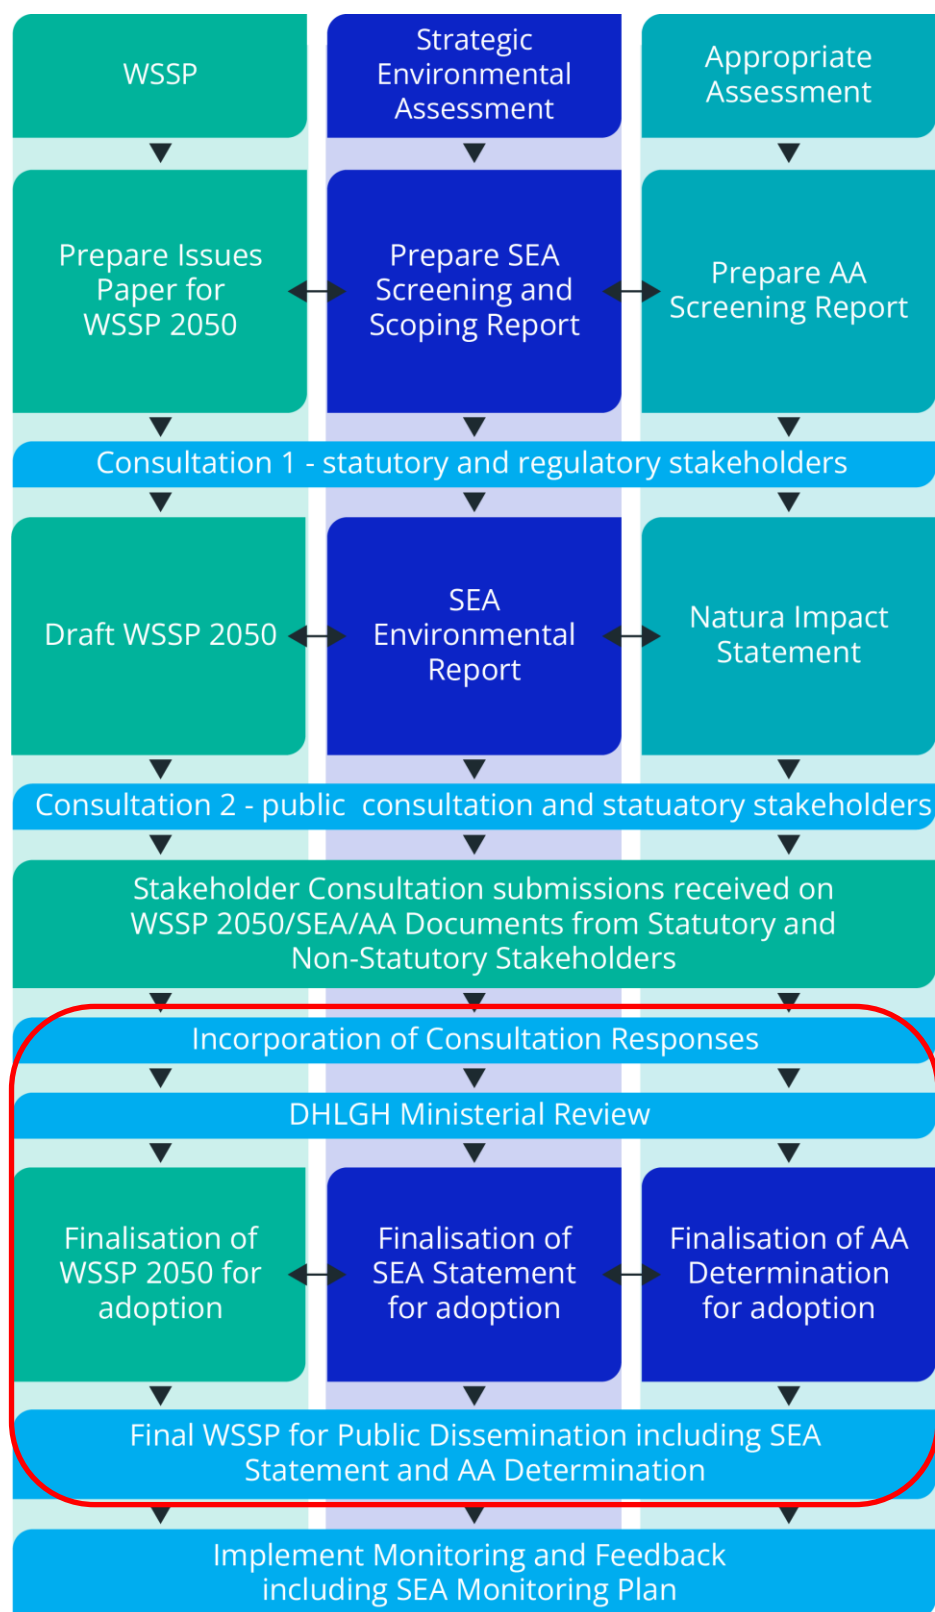 WSSP
Strategic
Environmental
Assessment
Appropriate
Assessment
Prepare Issues
Paper for
WSSP 2050
Prepare SEA
Screening and
Scoping Report
Prepare AA
Screening Report
Consultation 1 - statutory and regulatory stakeholders
Draft WSSP 2050
SEA
Environmental
Report
Natura Impact
Statement
Consultation 2 - public consultation and statuatory stakeholders
Stakeholder Consultation submissions received on
WSSP 2050/SEA/AA Documents from Statutory and
Non-Statutory Stakeholders
Incorporation of Consultation Responses
DHLGH Ministerial Review
Finalisation of
WSSP 2050 for
adoption
Finalisation of
SEA Statement
for adoption
Finalisation of AA
Determination
for adoption
Final WSSP for Public Dissemination including SEA
Statement and AA Determination
Implement Monitoring and Feedback
including SEA Monitoring Plan